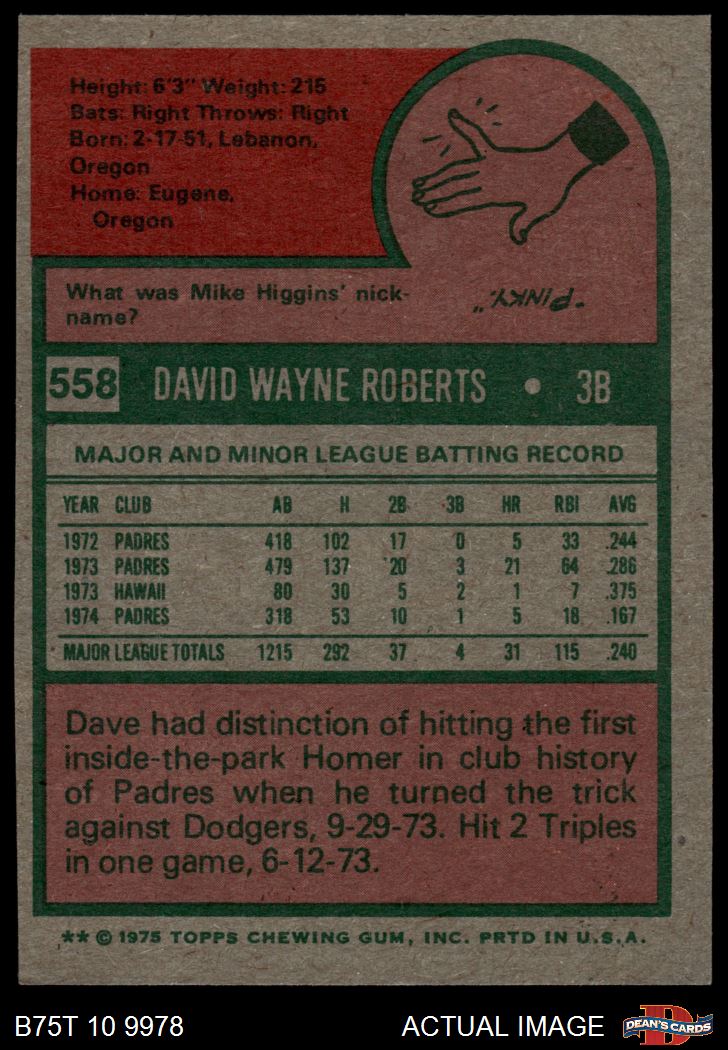 Height: 6'3" Weight: 215
Bats: Right Throws: Right
Born: 2-17-51, Lebanon,
Oregon
Home: Eugene,
Oregon
What was Mike Higgins' nick-
name?
"PINKY."
558 DAVID WAYNE ROBERTS • 3B
MAJOR AND MINOR LEAGUE BATTING RECORD
YEAR CLUB AB H 2B 3B HR RBI AVG
1972 PADRES 418 102 17 0 5 33 .244
1973 PADRES 479 137 20 3 21 64 .286
1973 HAWAII 80 30 5 2 1 7 .375
1974 PADRES 318 53 10 1 5 18 .167
MAJOR LEAGUE TOTALS 1215 292 37 4 31 115 .240
Dave had distinction of hitting the first
inside-the-park Homer in club history
of Padres when he turned the trick
against Dodgers, 9-29-73. Hit 2 Triples
in one game, 6-12-73.
** © 1975 TOPPS CHEWING GUM, INC. PRTD IN U.S.A.
B75T 10 9978 ACTUAL IMAGE
D
DEAN'S CARDS